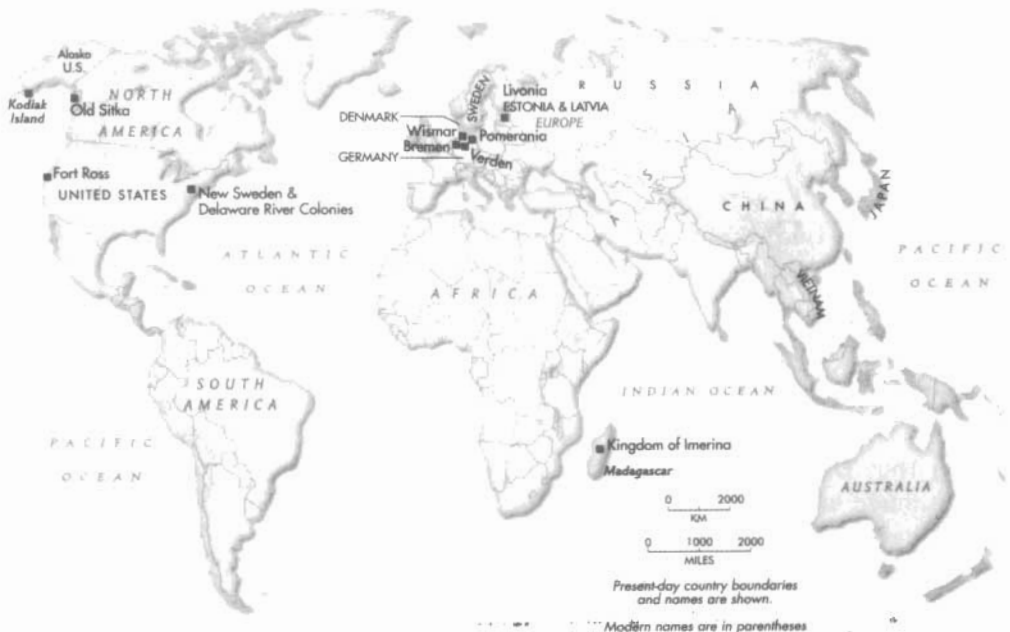 Alaska
U.S.
NORTH
AMERICA
Kodiak
Island
Old Sitka
Fort Ross
UNITED STATES
New Sweden &
Delaware River Colonies
ATLANTIC
OCEAN
DENMARK
Wismar
Bremen
GERMANY
SWEDEN
Pomerania
Verden
Livonia
ESTONIA & LATVIA
EUROPE
RUSSIA
ASIA
CHINA
JAPAN
VIETNAM
PACIFIC
OCEAN
AFRICA
SOUTH
AMERICA
PACIFIC
OCEAN
INDIAN OCEAN
Kingdom of Imerina
Madagascar
AUSTRALIA
0 2000
KM
0 1000 2000
MILES
Present-day country boundaries
and names are shown.
Modern names are in parentheses